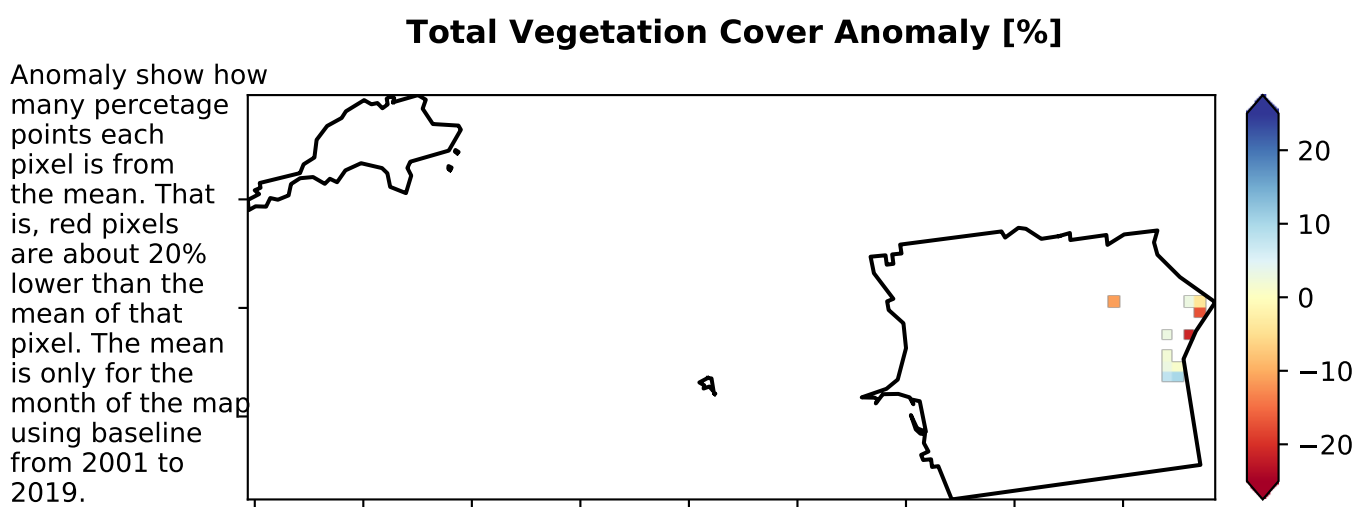 Total Vegetation Cover Anomaly [%]
Anomaly show how
many percetage
points each
pixel is from
the mean. That
is, red pixels
are about 20%
lower than the
mean of that
pixel. The mean
is only for the
month of the map
using baseline
from 2001 to
2019.
20
10
0
−10
−20